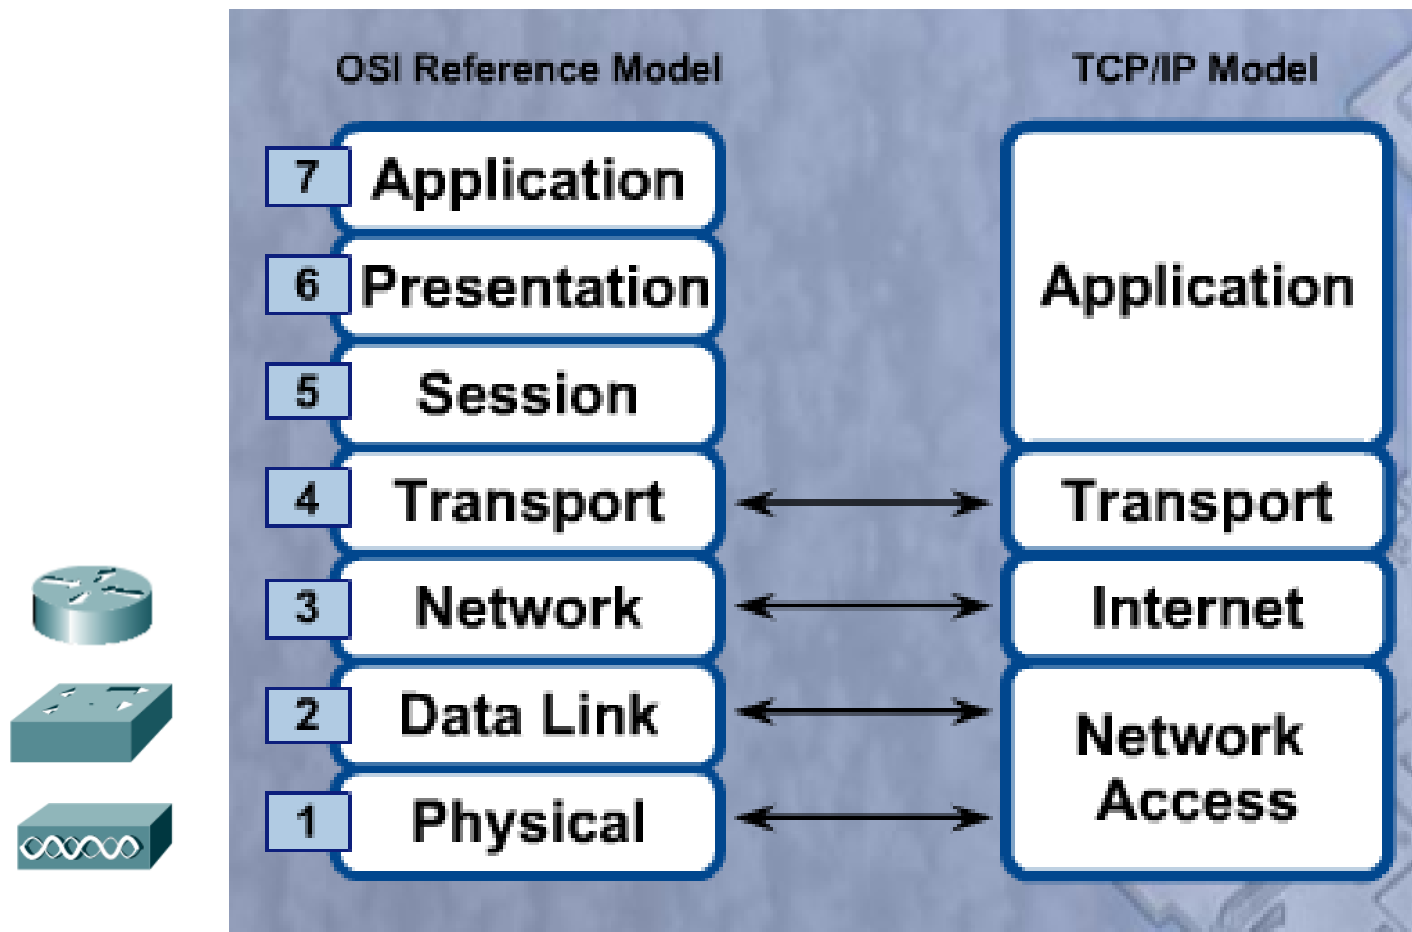 OSI Reference Model
TCP/IP Model
7 Application
6 Presentation
5 Session
4 Transport
3 Network
2 Data Link
1 Physical
Application
Transport
Internet
Network
Access